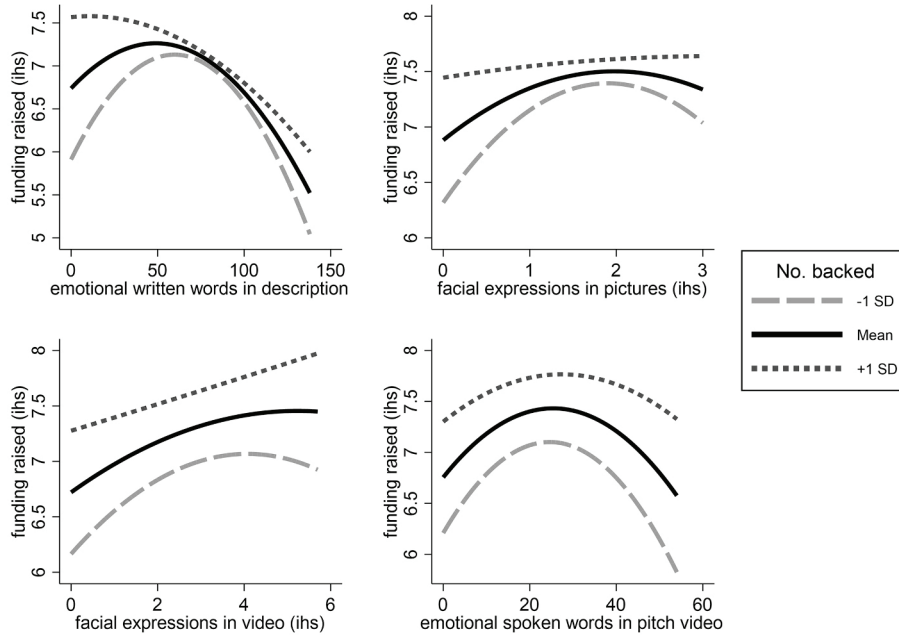 funding raised (ihs)
7.5
7
6.5
6
5.5
5
0 50 100 150
emotional written words in description
funding raised (ihs)
8
7.5
7
6.5
6
0 1 2 3
facial expressions in pictures (ihs)
funding raised (ihs)
8
7.5
7
6.5
6
0 2 4 6
facial expressions in video (ihs)
funding raised (ihs)
8
7.5
7
6.5
6
0 20 40 60
emotional spoken words in pitch video
No. backed
-1 SD
Mean
+1 SD